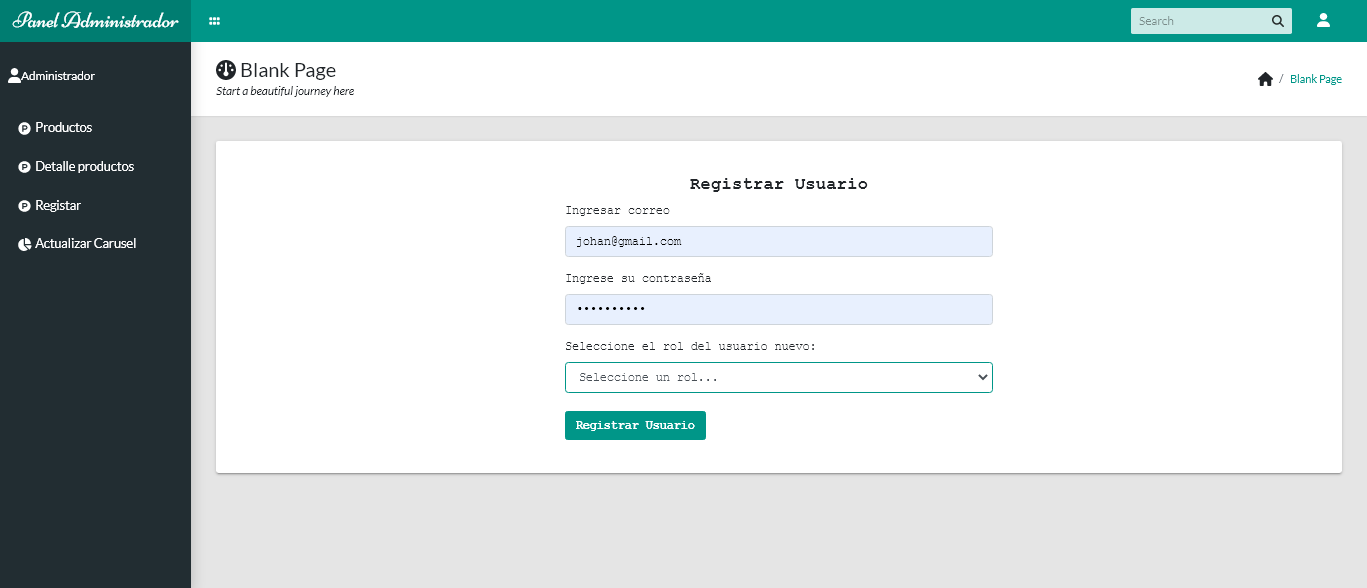 Panel Administrador
Search
Administrador
Productos
Detalle productos
Registar
Actualizar Carusel
Blank Page
Start a beautiful journey here
/ Blank Page
Registrar Usuario
Ingresar correo
johan@gmail.com
Ingrese su contraseña
••••••••••
Seleccione el rol del usuario nuevo:
Seleccione un rol...
Registrar Usuario